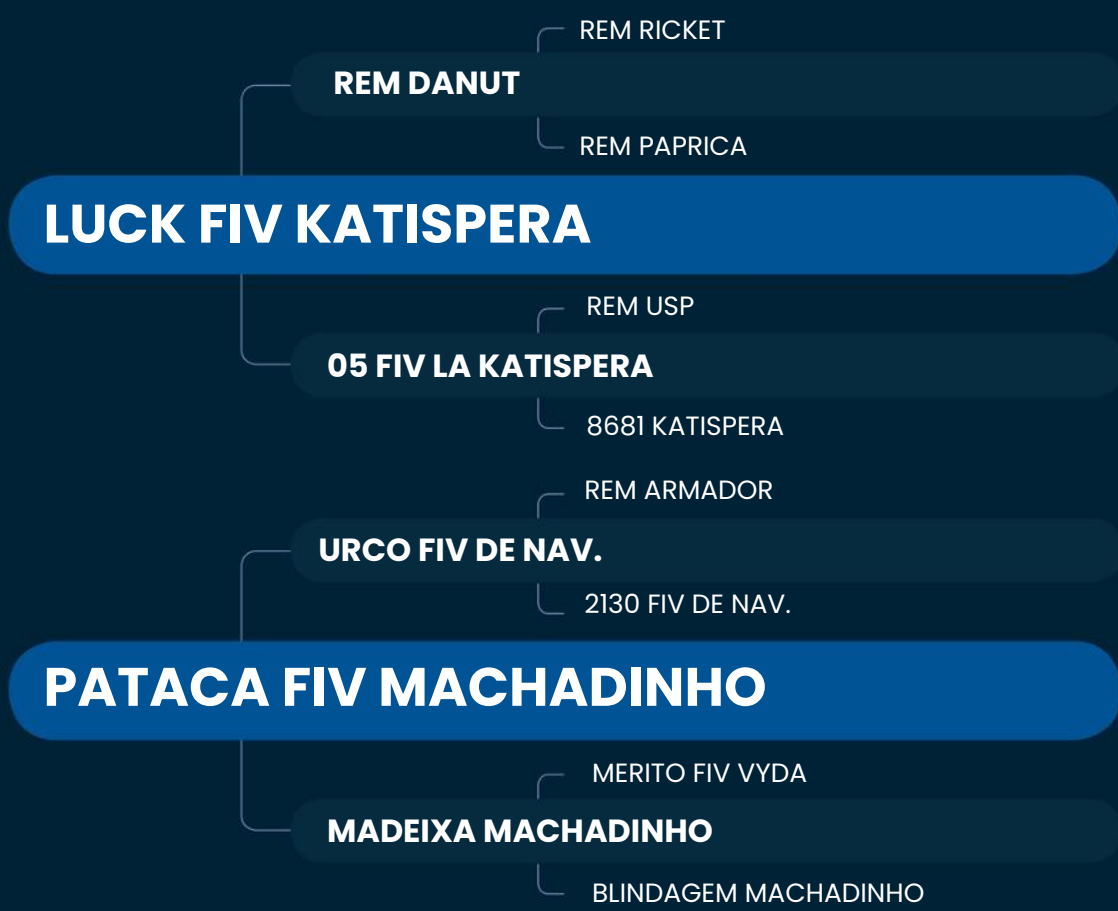 REM RICKET
REM DANUT
REM PAPRICA
LUCK FIV KATISPERA
REM USP
05 FIV LA KATISPERA
8681 KATISPERA
REM ARMADOR
URCO FIV DE NAV.
2130 FIV DE NAV.
PATACA FIV MACHADINHO
MERITO FIV VYDA
MADEIXA MACHADINHO
BLINDAGEM MACHADINHO